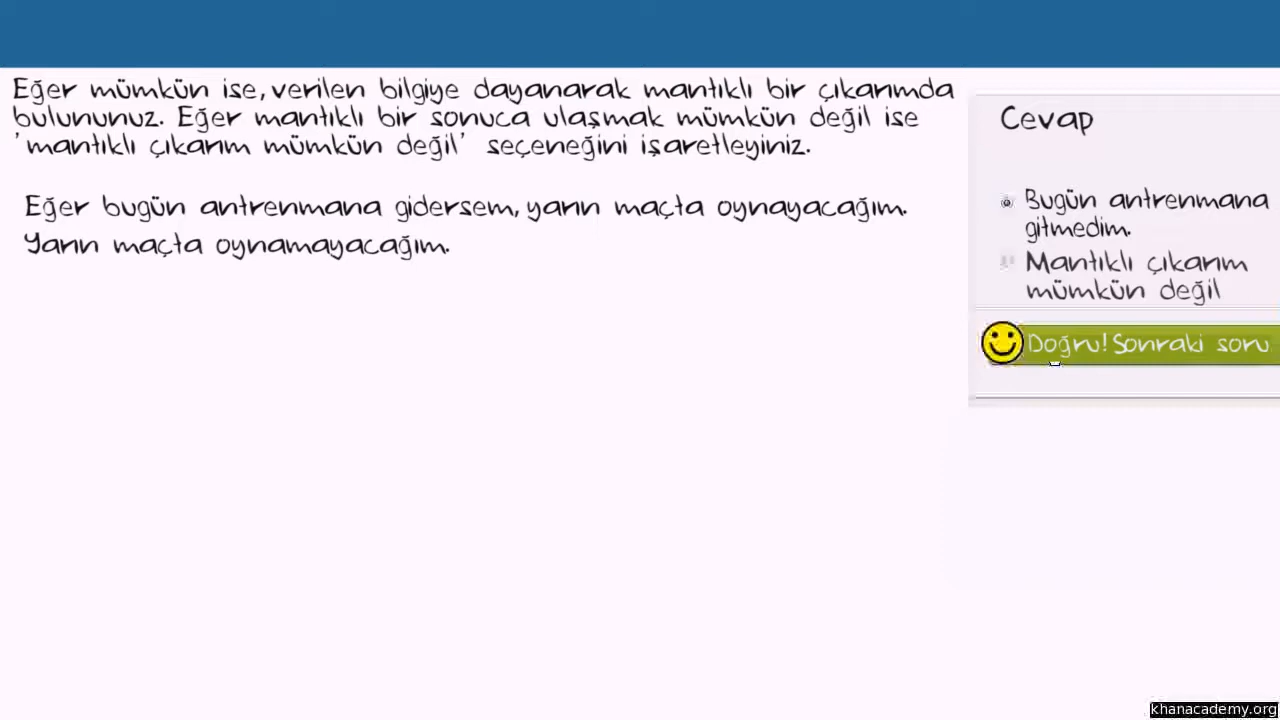 Eğer mümkün ise, verilen bilgiye dayanarak mantıklı bir çıkarımda
bulununuz. Eğer mantıklı bir sonuca ulaşmak mümkün değil ise
'mantıklı çıkarım mümkün değil' seçeneğini işaretleyiniz.
Eğer bugün antrenmana gidersem, yarın maçta oynayacağım.
Yarın maçta oynamayacağım.
Cevap
Bugün antrenmana
gitmedim.
Mantıklı çıkarım
mümkün değil
Doğru! Sonraki soru
khanacademy.org